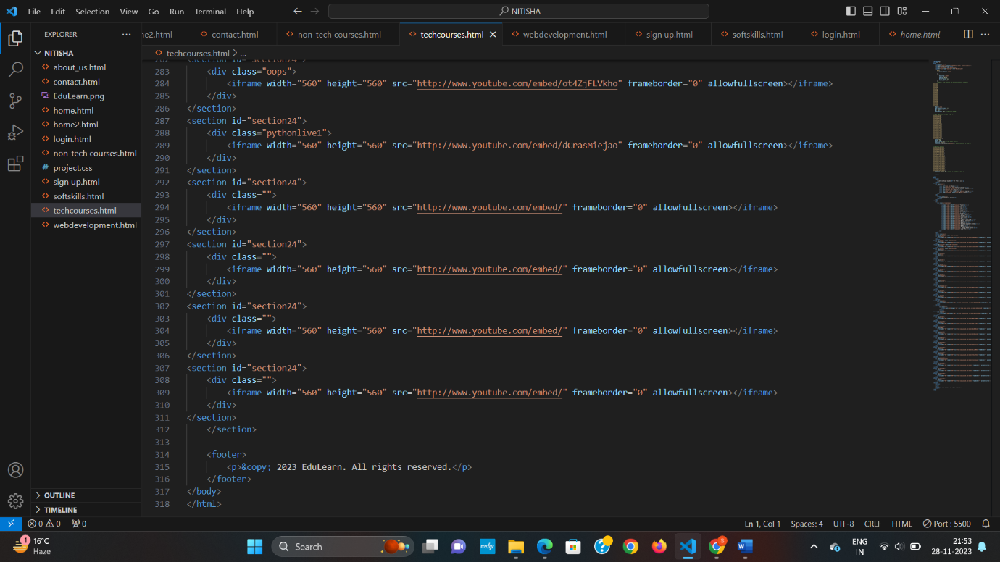 File Edit Selection View Go Run Terminal Help
NITISHA
EXPLORER
me2.html contact.html non-tech courses.html techcourses.html webdevelopment.html sign up.html softskills.html login.html home.html
techcourses.html > ...
NITISHA
about_us.html
contact.html
EduLearn.png
home.html
home2.html
login.html
non-tech courses.html
project.css
sign up.html
softskills.html
techcourses.html
webdevelopment.html
OUTLINE
TIMELINE
282 <section id="section24">
283 <div class="oops">
284 <iframe width="560" height="560" src="http://www.youtube.com/embed/ot4ZjFLVkho" frameborder="0" allowfullscreen></iframe>
285 </div>
286 </section>
287 <section id="section24">
288 <div class="pythonlive1">
289 <iframe width="560" height="560" src="http://www.youtube.com/embed/dCrasMiejao" frameborder="0" allowfullscreen></iframe>
290 </div>
291 </section>
292 <section id="section24">
293 <div class="">
294 <iframe width="560" height="560" src="http://www.youtube.com/embed/" frameborder="0" allowfullscreen></iframe>
295 </div>
296 </section>
297 <section id="section24">
298 <div class="">
299 <iframe width="560" height="560" src="http://www.youtube.com/embed/" frameborder="0" allowfullscreen></iframe>
300 </div>
301 </section>
302 <section id="section24">
303 <div class="">
304 <iframe width="560" height="560" src="http://www.youtube.com/embed/" frameborder="0" allowfullscreen></iframe>
305 </div>
306 </section>
307 <section id="section24">
308 <div class="">
309 <iframe width="560" height="560" src="http://www.youtube.com/embed/" frameborder="0" allowfullscreen></iframe>
310 </div>
311 </section>
312 </section>
313
314 <footer>
315 <p>&copy; 2023 EduLearn. All rights reserved.</p>
316 </footer>
317 </body>
318 </html>
0 0 0
Ln 1, Col 1 Spaces: 4 UTF-8 CRLF HTML Port : 5500
1
16°C
Haze
Search
myhp
S
ENG
IN
21:53
28-11-2023